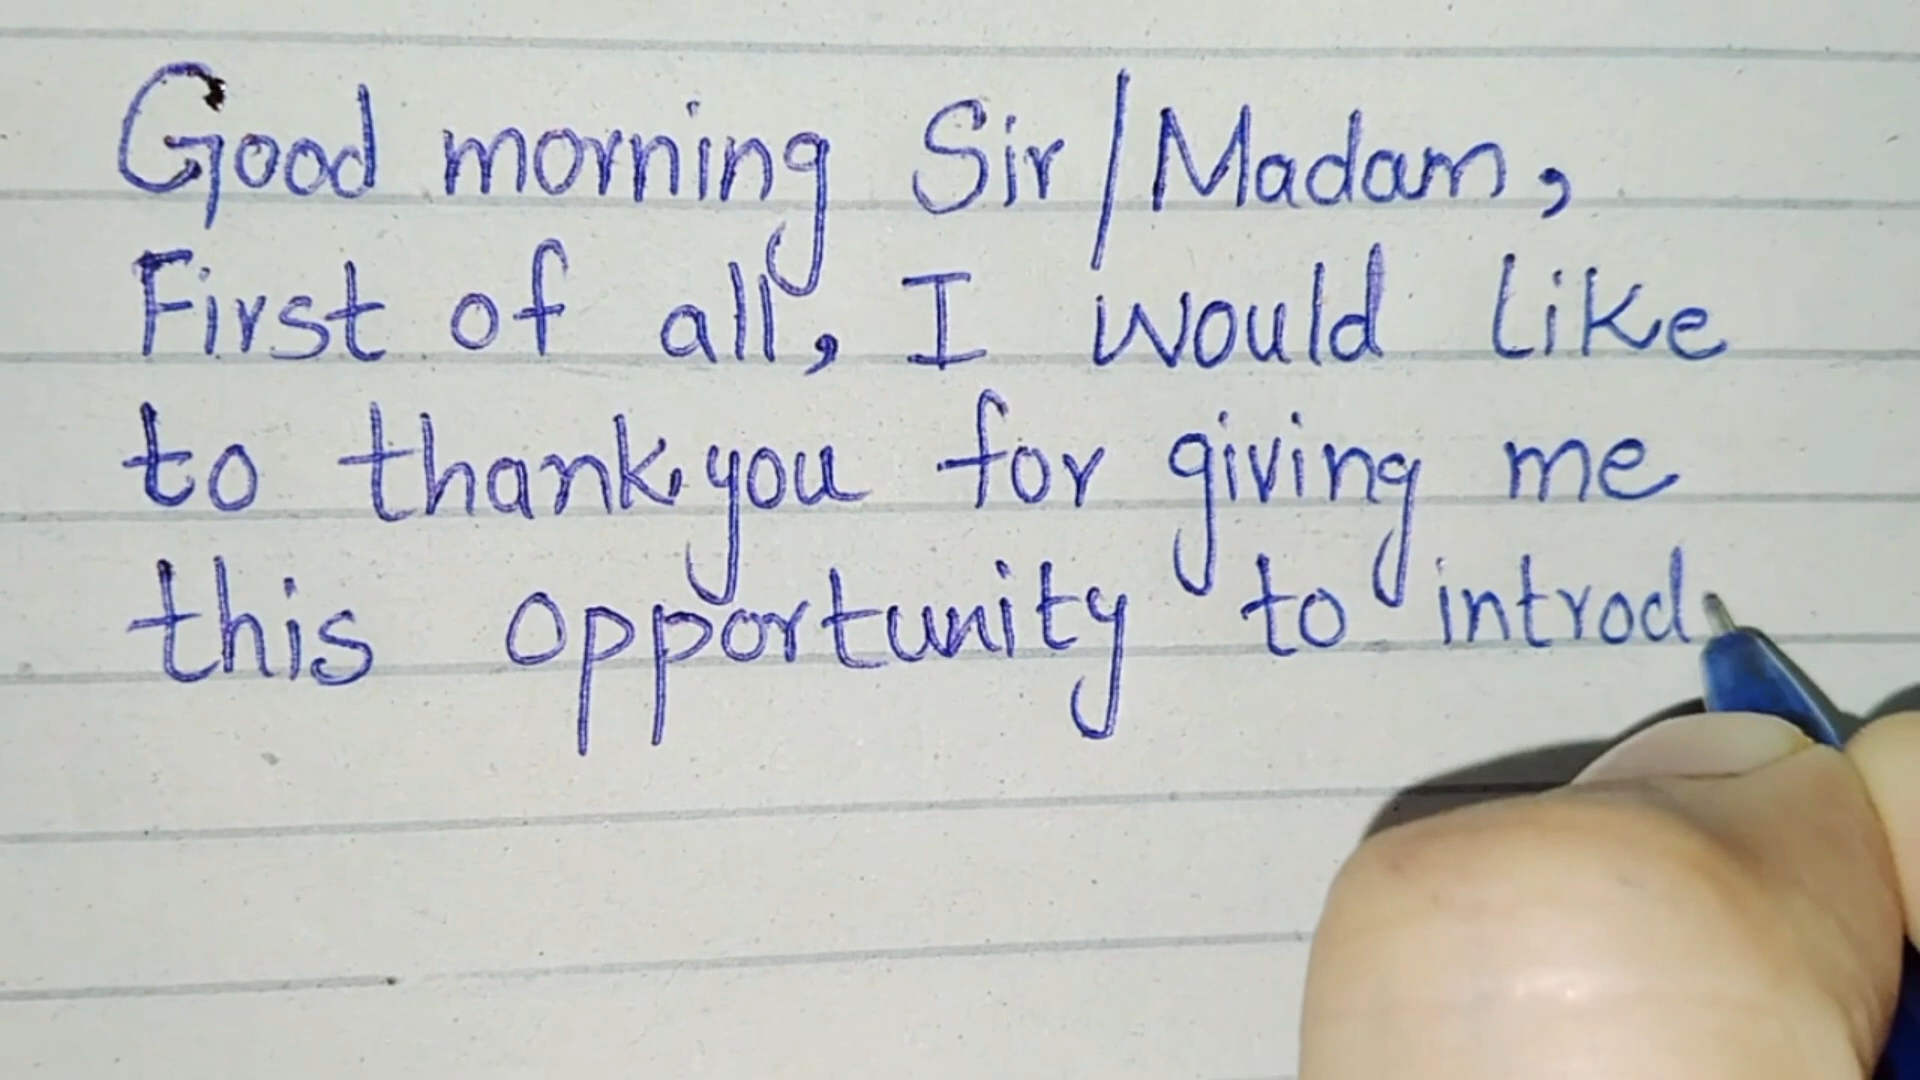 Good morning Sir/Madam,
First of all, I would like
to thank you for giving me
this opportunity to introd